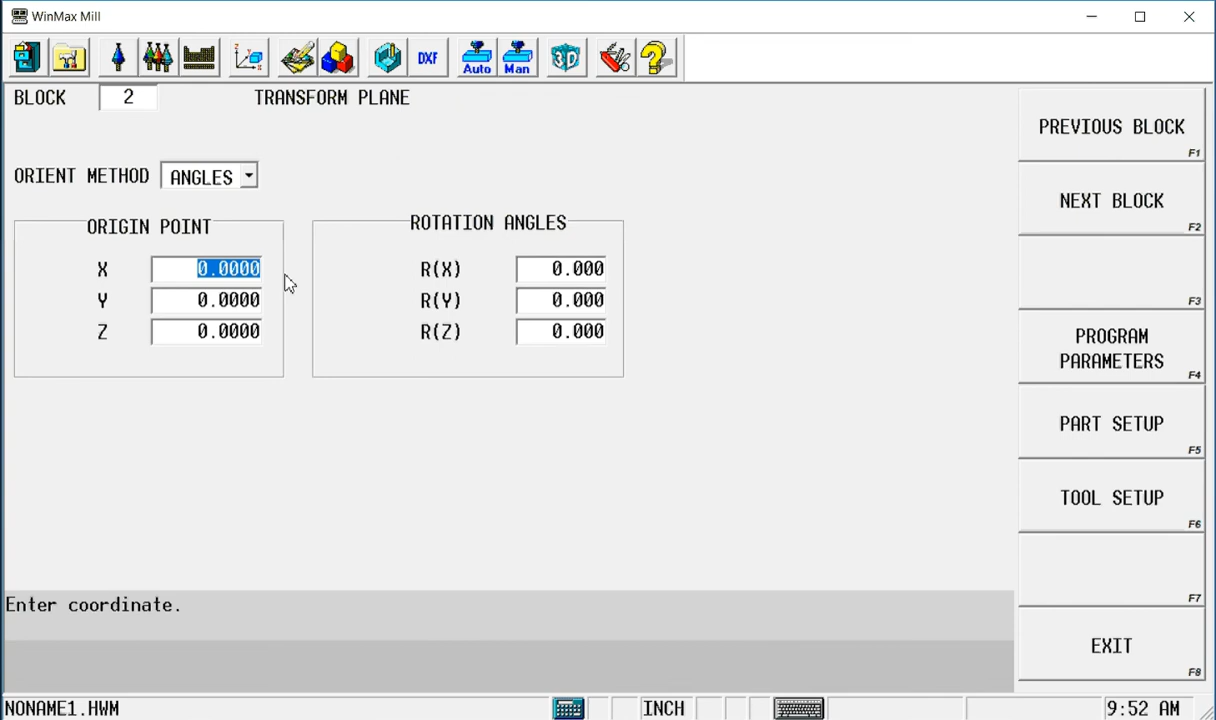 WinMax Mill
DXF Auto Man 3D
BLOCK 2 TRANSFORM PLANE
ORIENT METHOD ANGLES
ORIGIN POINT
X 0.0000
Y 0.0000
Z 0.0000
ROTATION ANGLES
R(X) 0.000
R(Y) 0.000
R(Z) 0.000
PREVIOUS BLOCK
F1
NEXT BLOCK
F2
F3
PROGRAM
PARAMETERS
F4
PART SETUP
F5
TOOL SETUP
F6
F7
EXIT
F8
Enter coordinate.
NONAME1.HWM INCH 9:52 AM